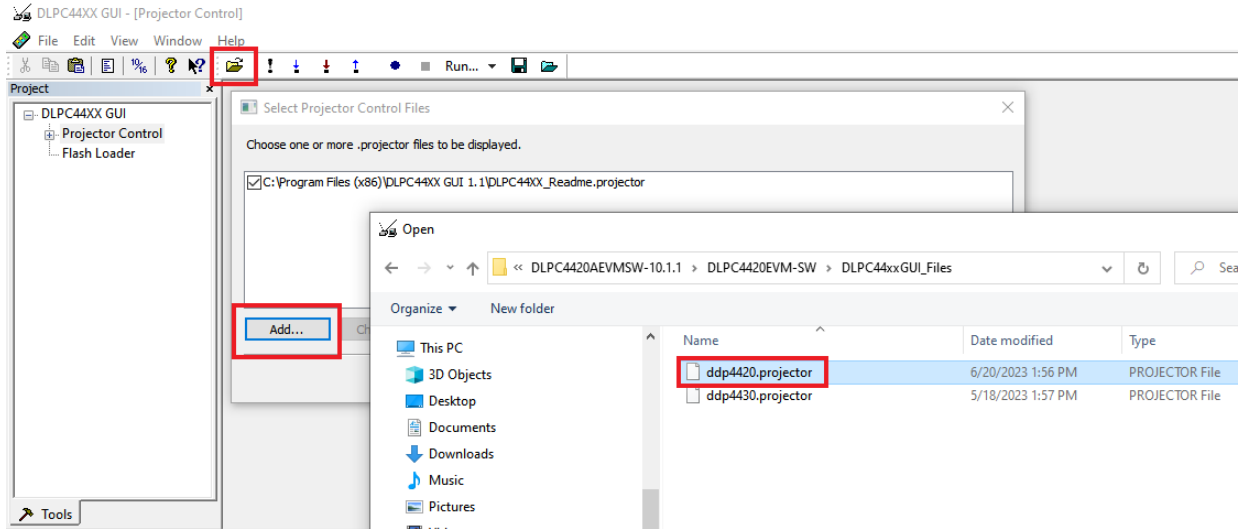 DLPC44XX GUI - [Projector Control]
File Edit View Window Help
Run...
Project x
DLPC44XX GUI
Projector Control
Flash Loader
Tools
Select Projector Control Files
Choose one or more .projector files to be displayed.
C:\Program Files (x86)\DLPC44XX GUI 1.1\DLPC44XX_Readme.projector
Add...
Ch
Open
« DLPC4420AEVMSW-10.1.1 > DLPC4420EVM-SW > DLPC44xxGUI_Files
Sea
Organize New folder
This PC
3D Objects
Desktop
Documents
Downloads
Music
Pictures
Name Date modified Type
ddp4420.projector 6/20/2023 1:56 PM PROJECTOR File
ddp4430.projector 5/18/2023 1:57 PM PROJECTOR File